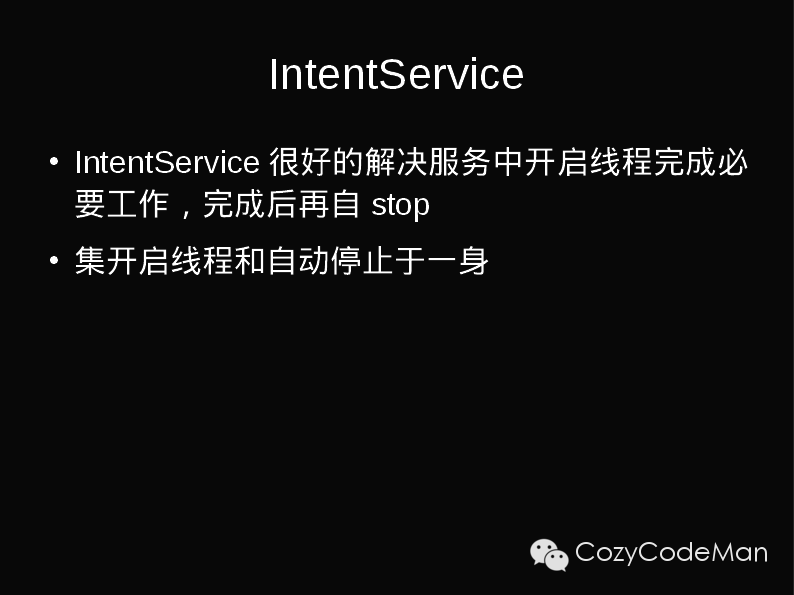 IntentService
• IntentService 很好的解决服务中开启线程完成必
要工作，完成后再自 stop
• 集开启线程和自动停止于一身
CozyCodeMan